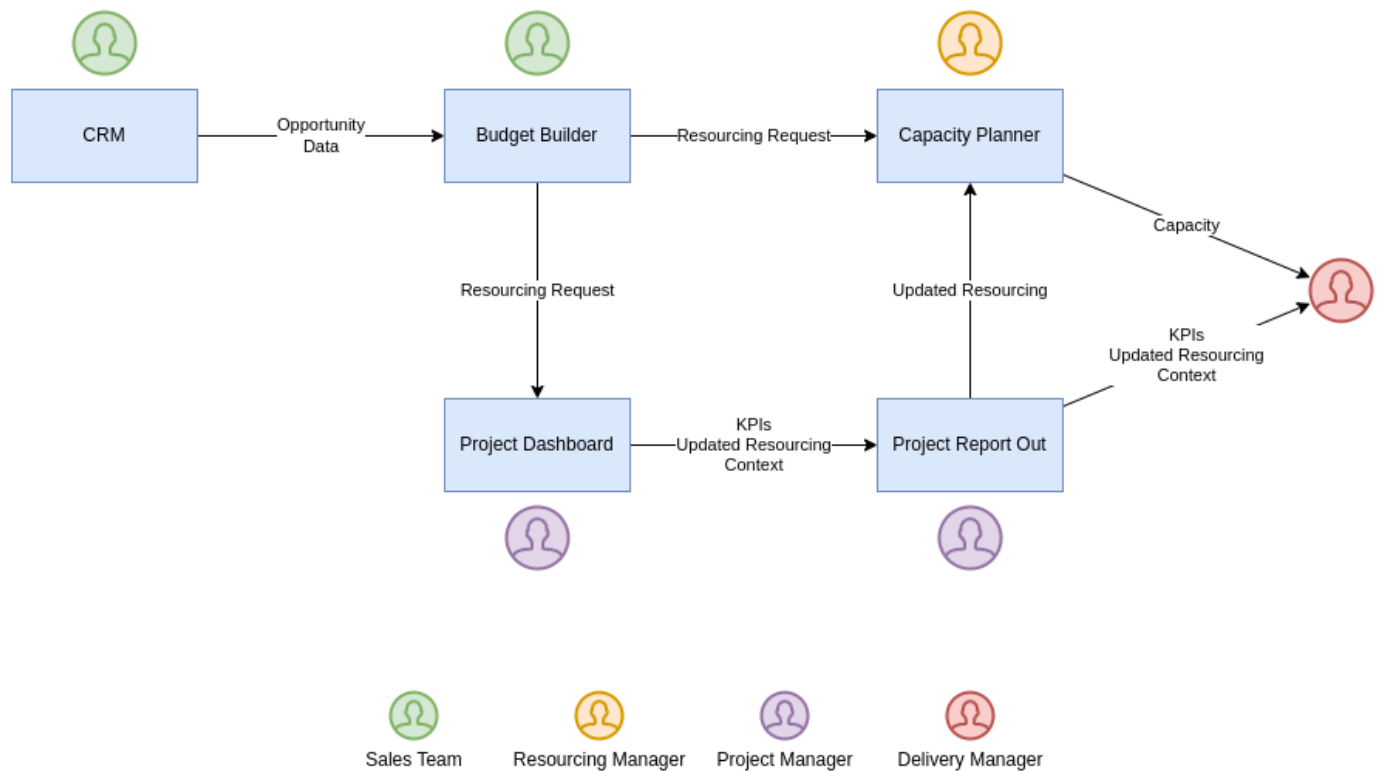 CRM
Opportunity
Data
Budget Builder
Resourcing Request
Capacity Planner
Capacity
Resourcing Request
Updated Resourcing
KPIs
Updated Resourcing
Context
Project Dashboard
KPIs
Updated Resourcing
Context
Project Report Out
Sales Team
Resourcing Manager
Project Manager
Delivery Manager